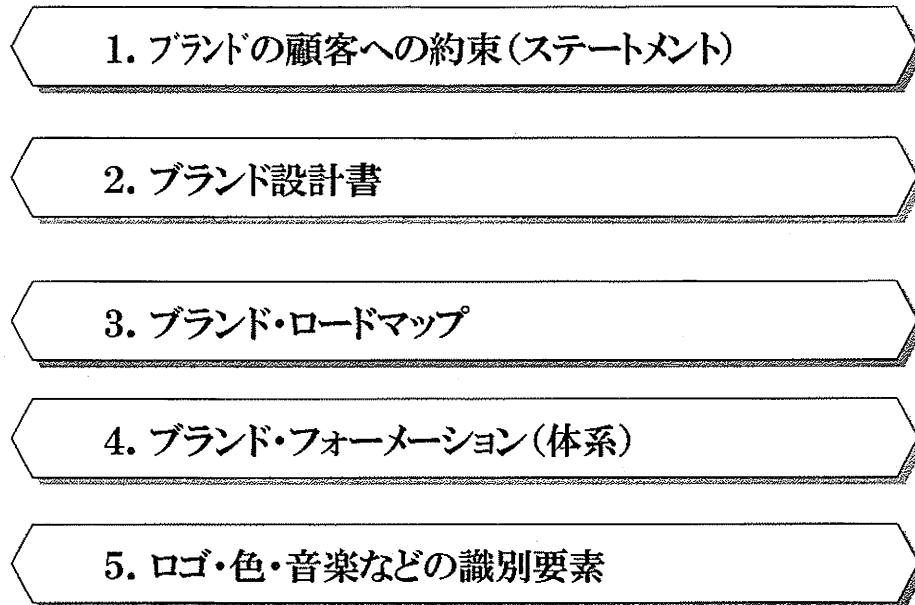 1. ブランドの顧客への約束(ステートメント)
2. ブランド設計書
3. ブランド・ロードマップ
4. ブランド・フォーメーション(体系)
5. ロゴ・色・音楽などの識別要素